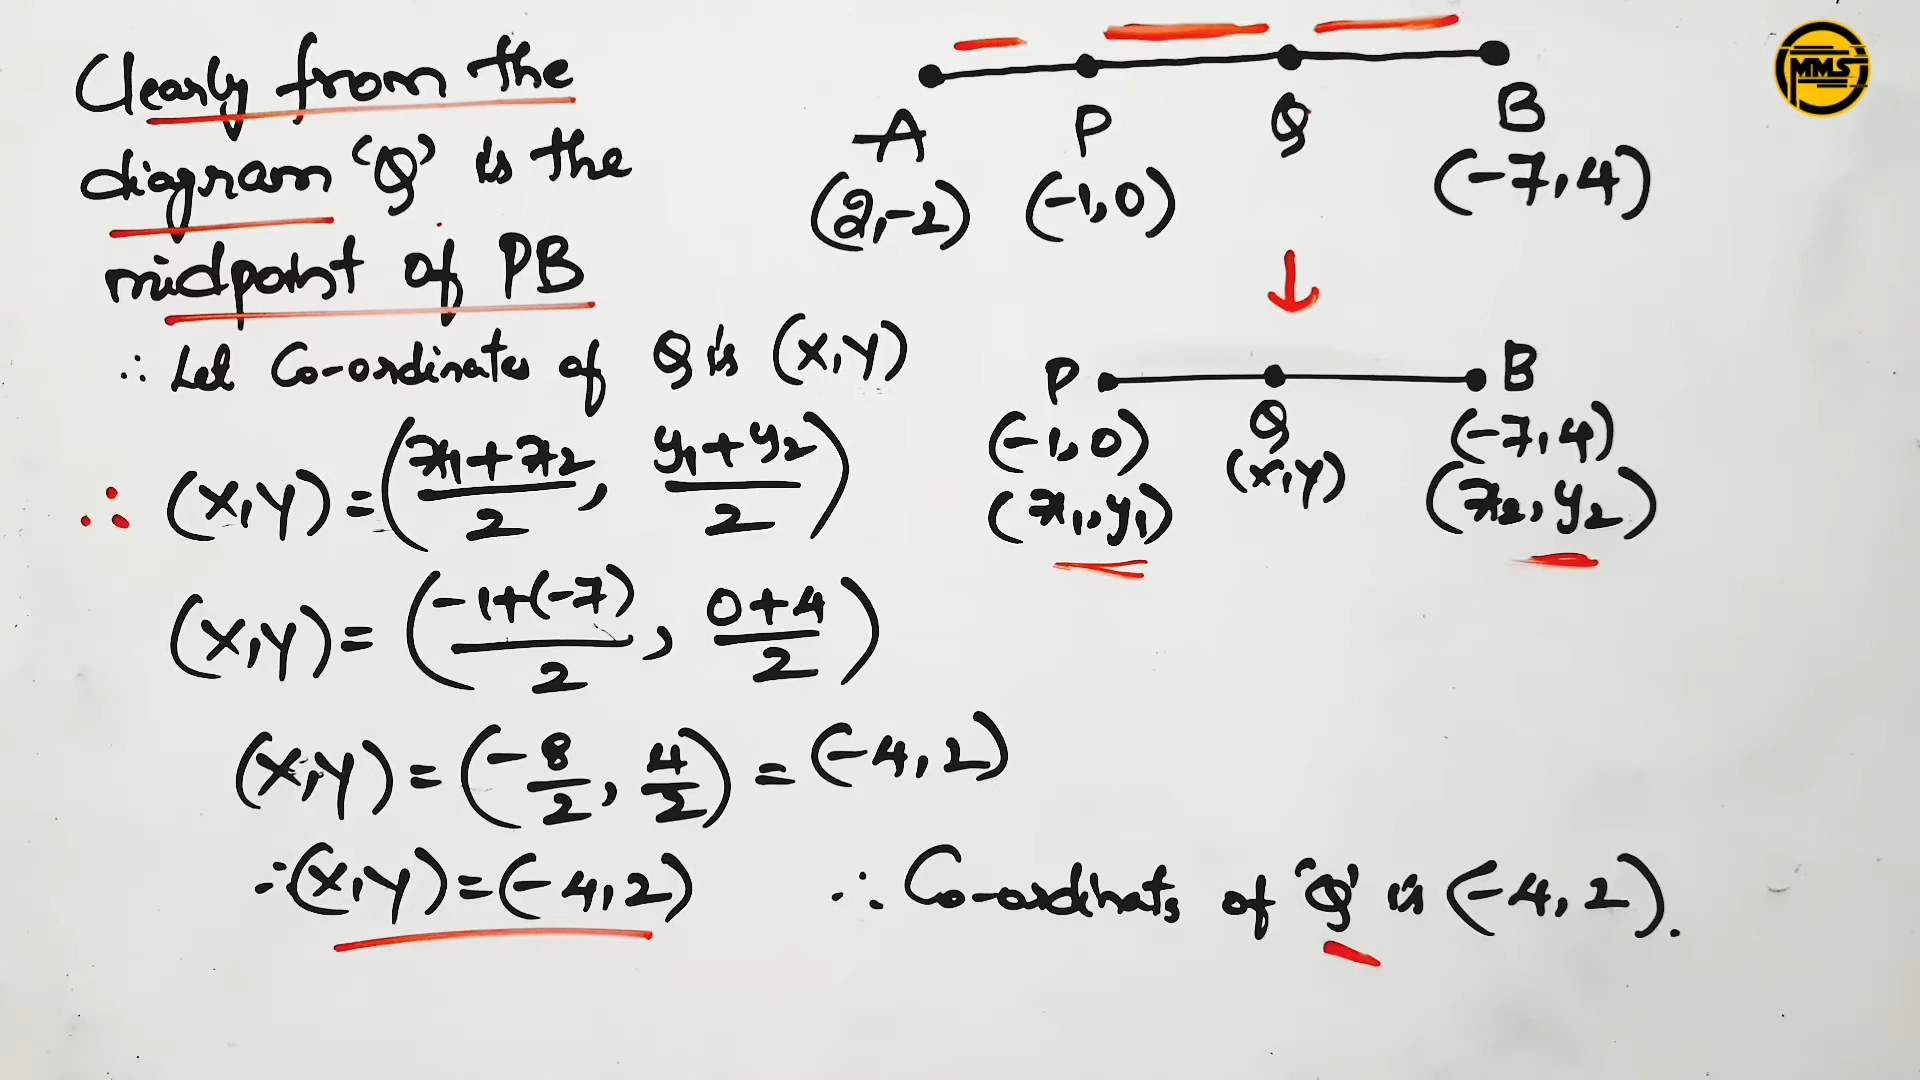 Clearly from the
diagram 'Q' is the
midpoint of PB
A P Q B
(2,-2) (-1,0) (-7,4)
MMS
∴ Let Co-ordinates of Q is (x,y)
P Q B
(-1,0) (x,y) (-7,4)
(x₁,y₁) (x₂,y₂)
∴ (x,y) = (x₁+x₂/2, y₁+y₂/2)
(x,y) = (-1+(-7)/2, 0+4/2)
(x,y) = (-8/2, 4/2) = (-4,2)
∴ (x,y) = (-4,2)
∴ Co-ordinats of 'Q' is (-4,2).